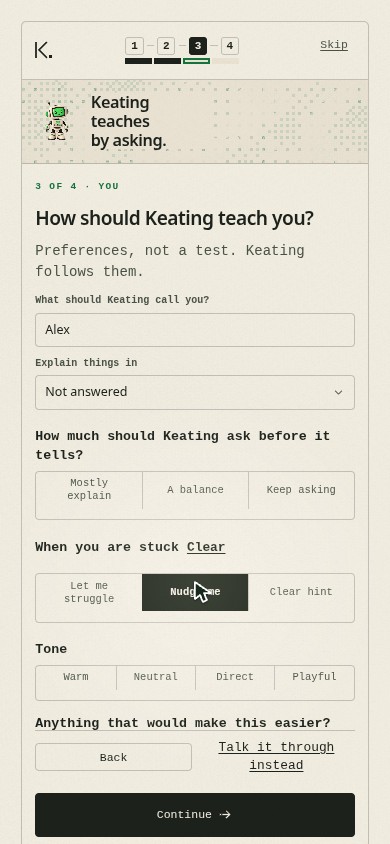 K.
1 2 3 4
Skip
Keating
teaches
by asking.
3 OF 4 · YOU
How should Keating teach you?
Preferences, not a test. Keating
follows them.
What should Keating call you?
Alex
Explain things in
Not answered
How much should Keating ask before it
tells?
Mostly
explain
A balance
Keep asking
When you are stuck Clear
Let me
struggle
Nudge me
Clear hint
Tone
Warm
Neutral
Direct
Playful
Anything that would make this easier?
Back
Talk it through
instead
Continue →